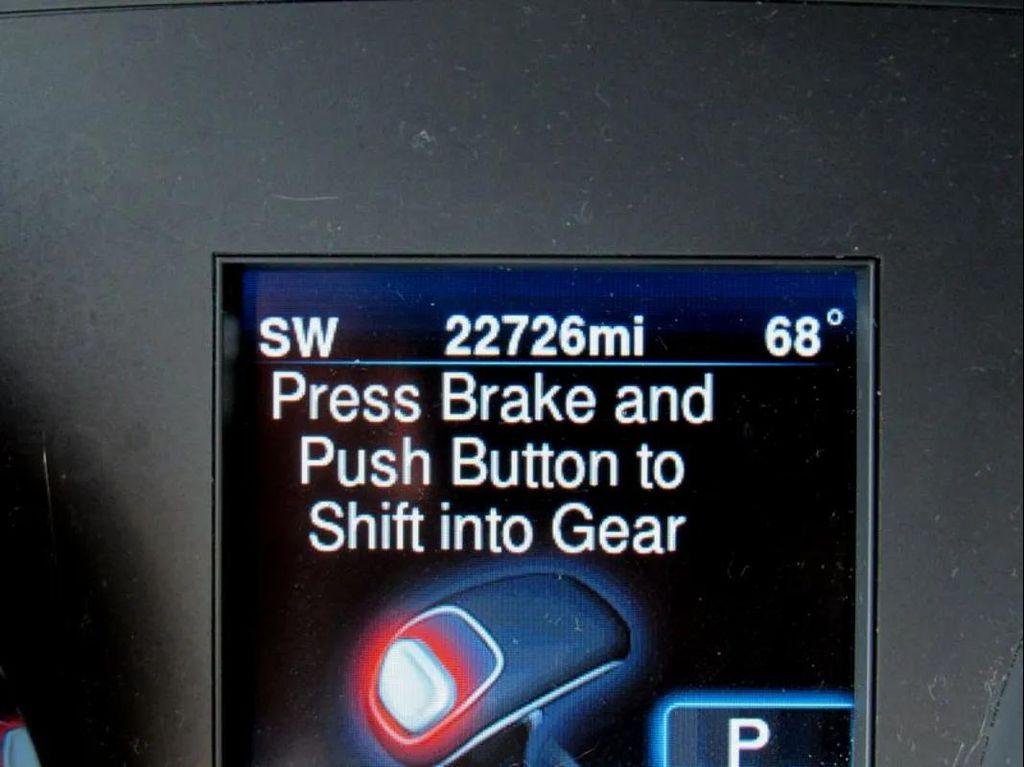 SW 22726mi 68°
Press Brake and
Push Button to
Shift into Gear
P